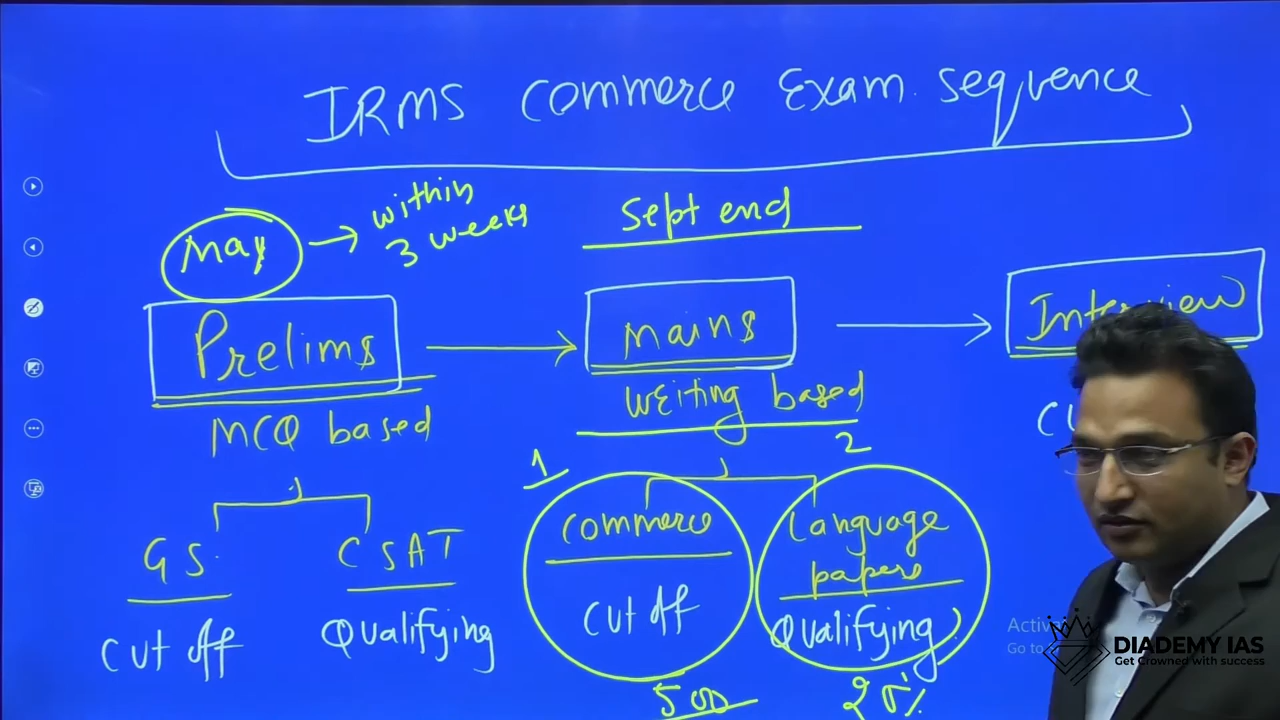 IRMS Commerce Exam. sequence
May → within
3 weeks
Sept end
Prelims → mains → Interview
MCQ based
writing based
1
2
GS.
CSAT
Commerce
Language
papers
Cut off
Qualifying
Cut off
Qualifying
500
25%
DIADEMY IAS
Get Crowned with success